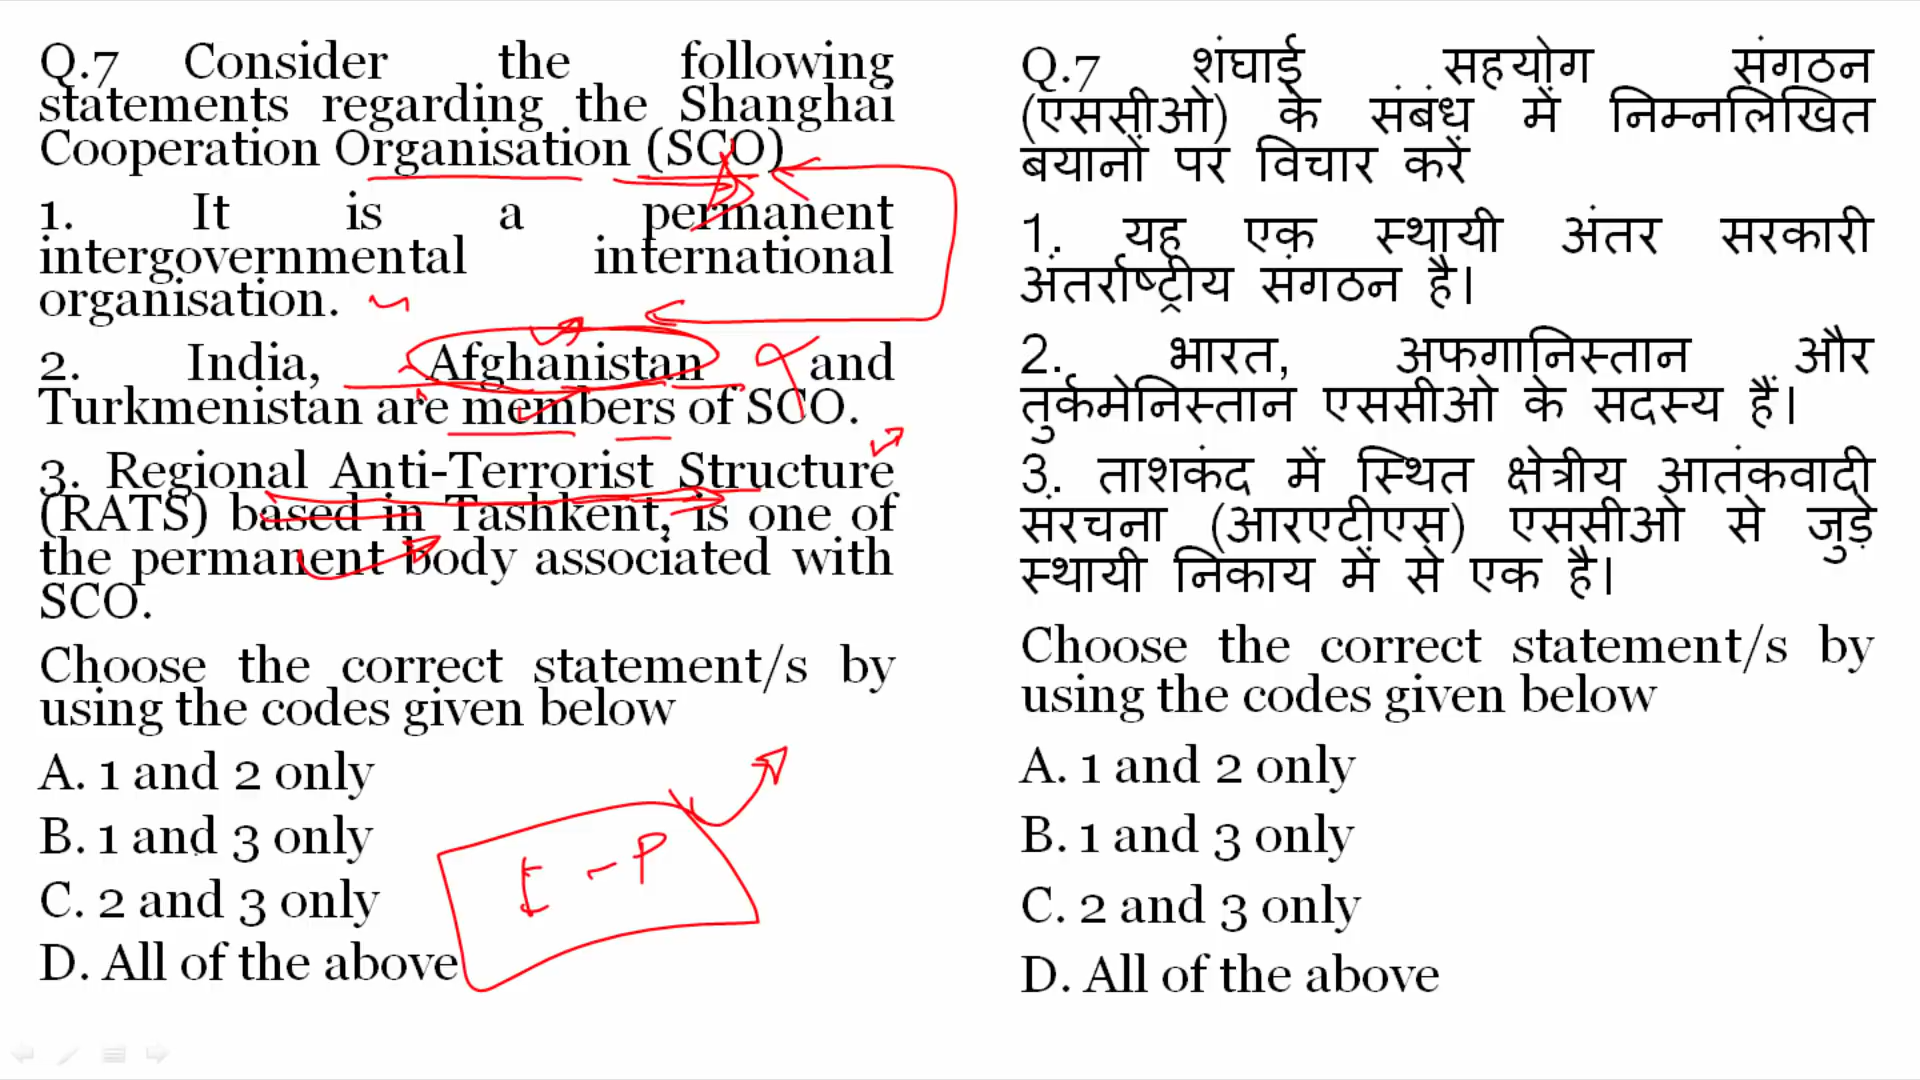 Q.7 Consider the following
statements regarding the Shanghai
Cooperation Organisation (SCO)
1. It is a permanent
intergovernmental international
organisation.
2. India, Afghanistan and
Turkmenistan are members of SCO.
3. Regional Anti-Terrorist Structure
(RATS) based in Tashkent, is one of
the permanent body associated with
SCO.
Choose the correct statement/s by
using the codes given below
A. 1 and 2 only
B. 1 and 3 only
C. 2 and 3 only
D. All of the above
E - P
Q.7 शंघाई सहयोग संगठन
(एससीओ) के संबंध में निम्नलिखित
बयानों पर विचार करें
1. यह एक स्थायी अंतर सरकारी
अंतर्राष्ट्रीय संगठन है।
2. भारत, अफगानिस्तान और
तुर्कमेनिस्तान एससीओ के सदस्य हैं।
3. ताशकंद में स्थित क्षेत्रीय आतंकवादी
संरचना (आरएटीएस) एससीओ से जुड़े
स्थायी निकाय में से एक है।
Choose the correct statement/s by
using the codes given below
A. 1 and 2 only
B. 1 and 3 only
C. 2 and 3 only
D. All of the above